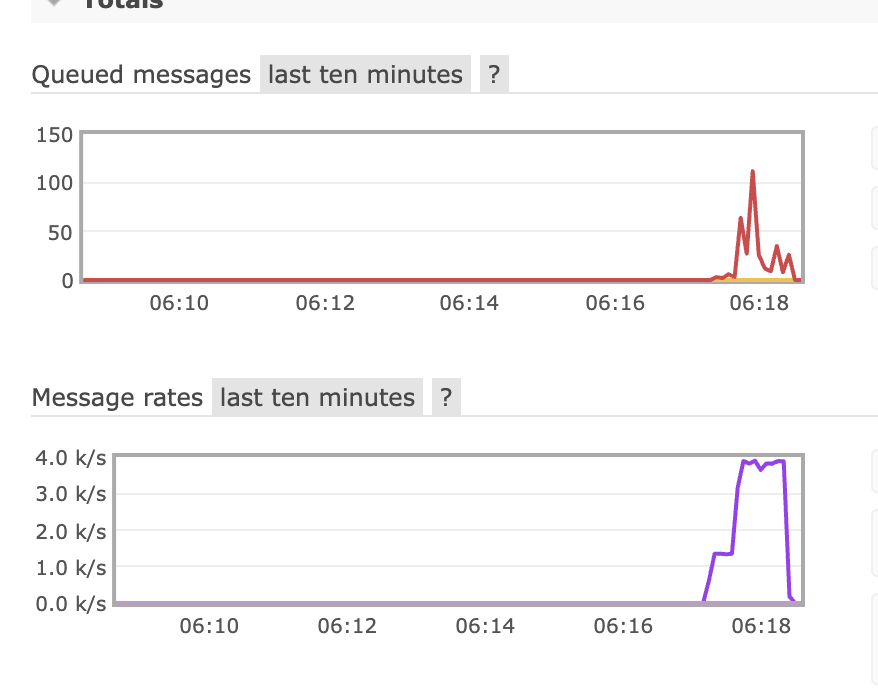 Totals
Queued messages last ten minutes ?
150
100
50
0
06:10 06:12 06:14 06:16 06:18
Message rates last ten minutes ?
4.0 k/s
3.0 k/s
2.0 k/s
1.0 k/s
0.0 k/s
06:10 06:12 06:14 06:16 06:18